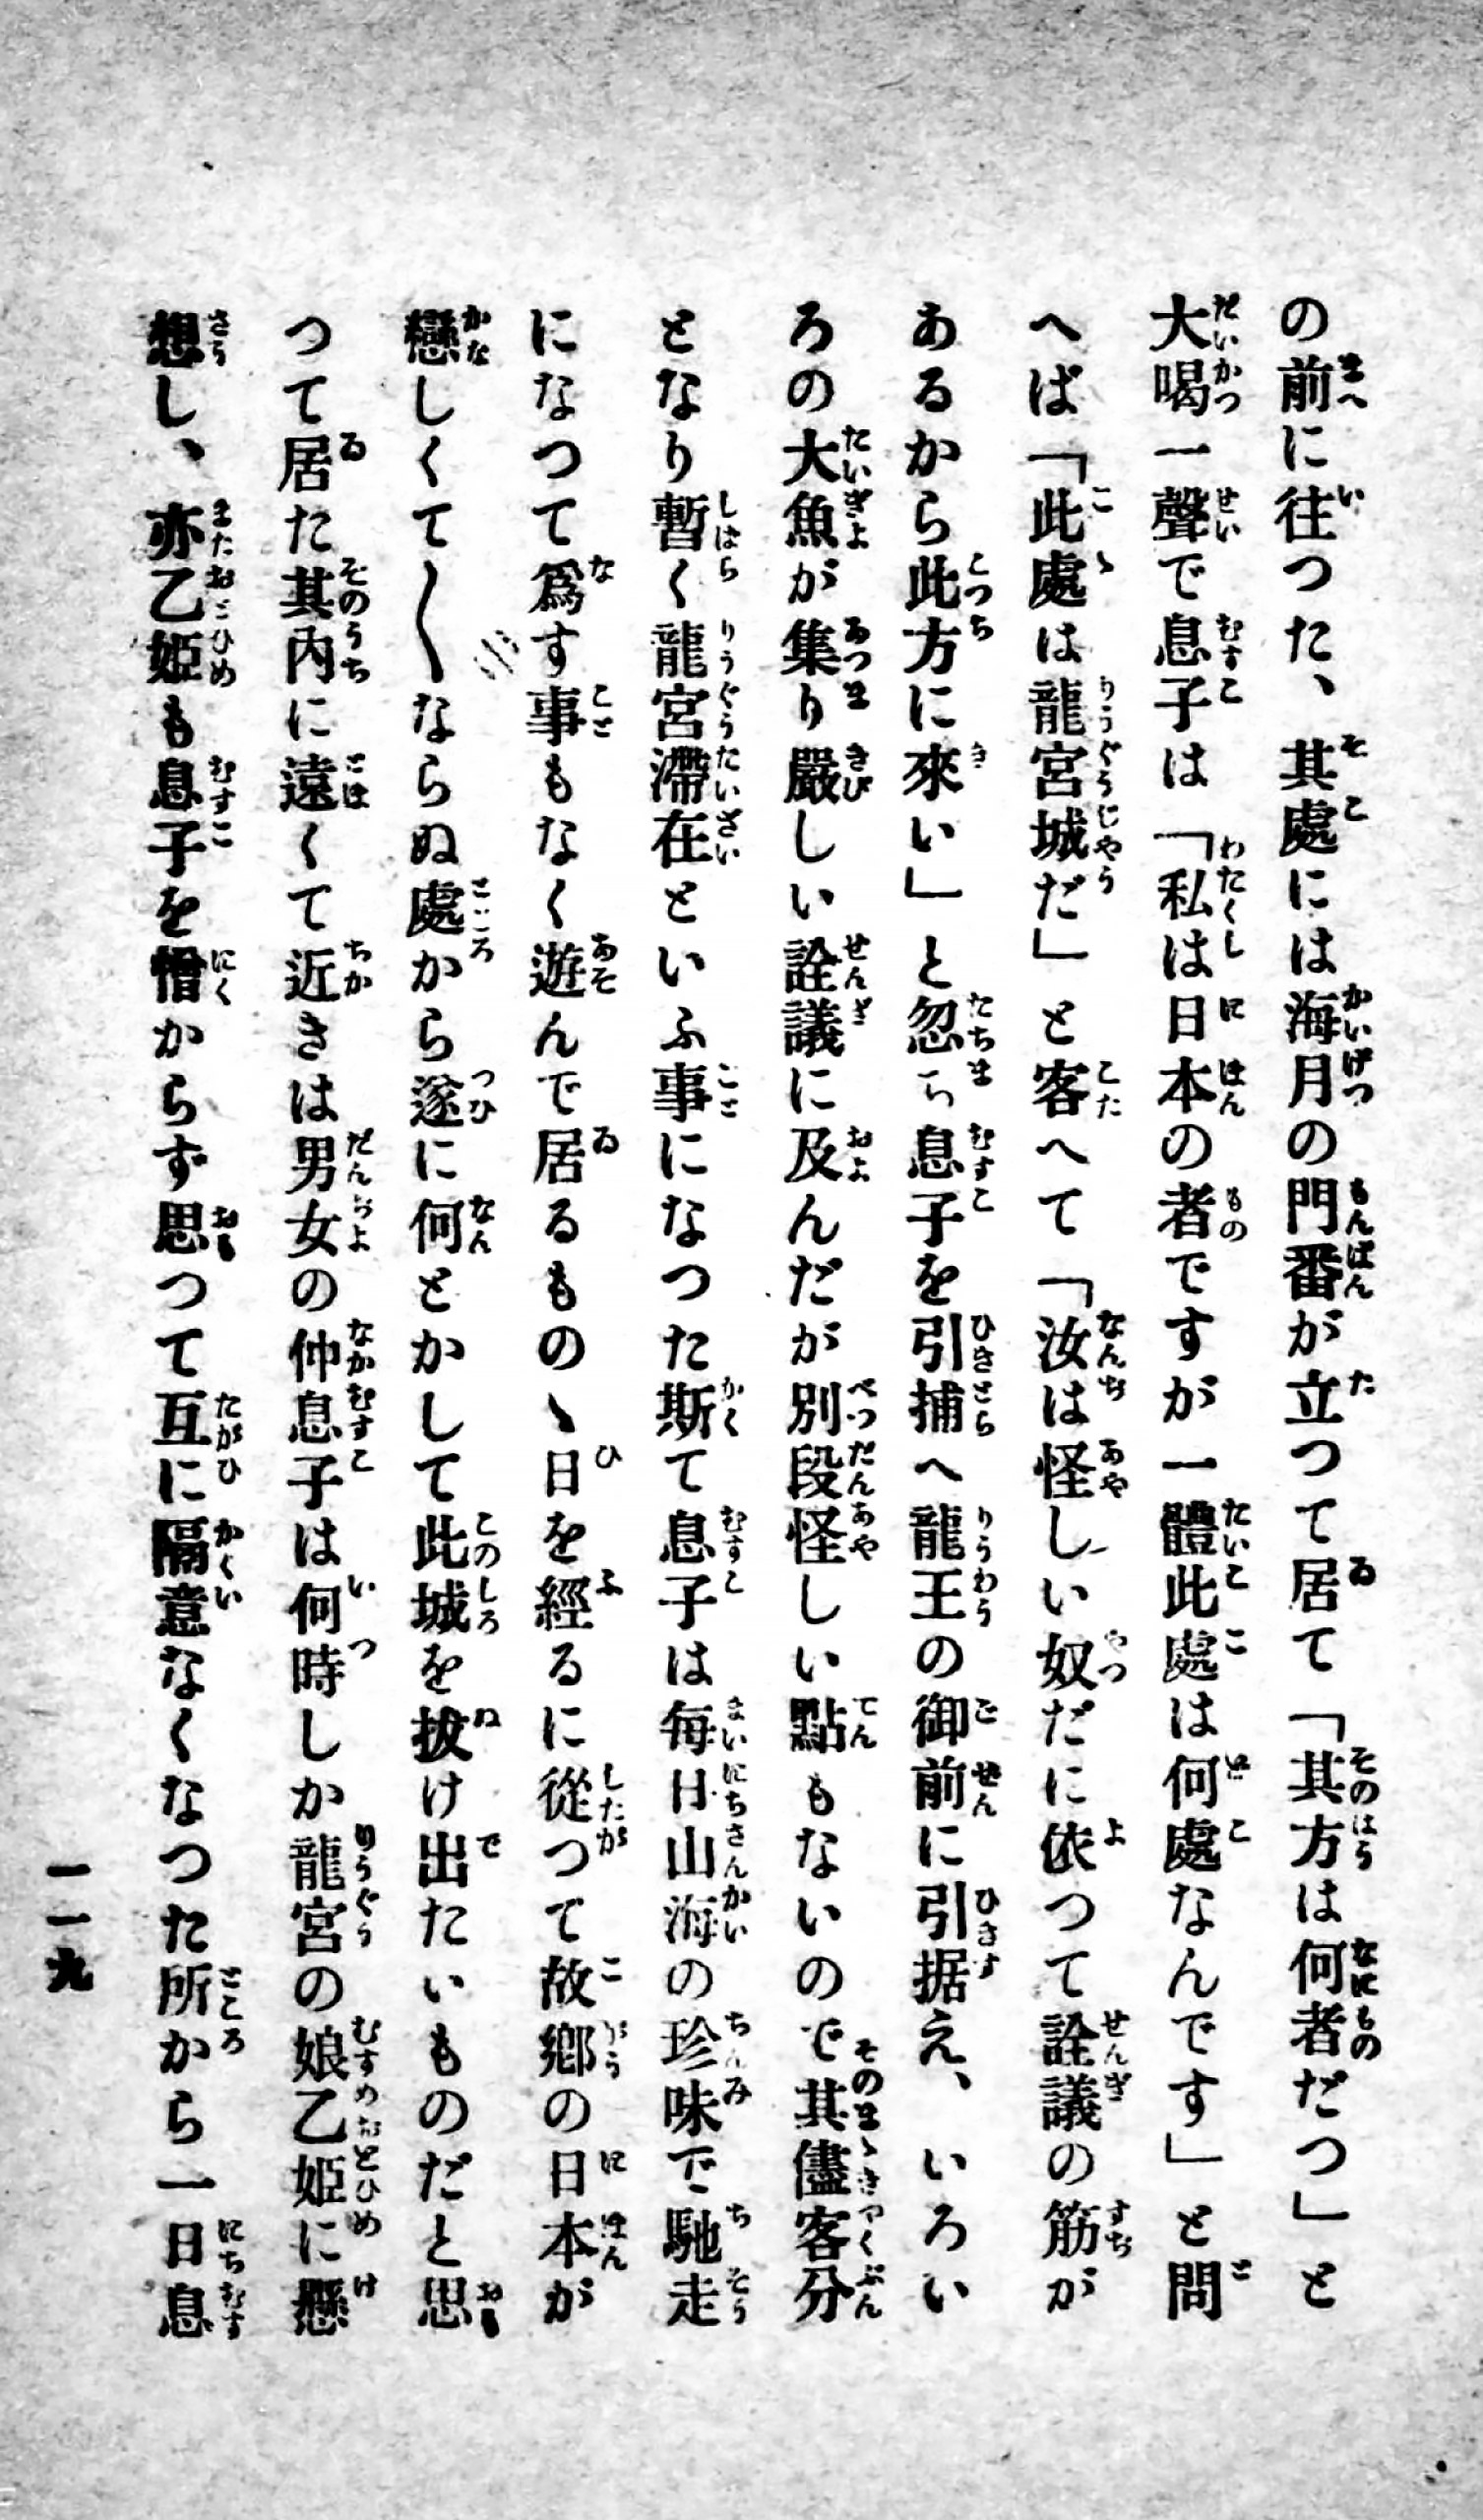 の前に往つた、其處には海月の門番が立つて居て「其方は何者だつ」と
大喝一聲で息子は「私は日本の者ですが一體此處は何處なんです」と問
へば「此處は龍宮城だ」と客へて「汝は怪しい奴だに依つて詮議の筋が
あるから此方に來い」と忽ち息子を引捕へ龍王の御前に引据え、いろい
ろの大魚が集り嚴しい詮議に及んだが別段怪しい點もないので其儘客分
となり暫く龍宮滯在といふ事になつた斯て息子は毎日山海の珍味で馳走
になつて爲す事もなく遊んで居るものゝ日を經るに從つて故鄕の日本が
戀しくて〱ならぬ處から遂に何とかして此城を拔け出たいものだと思
つて居た其內に遠くて近きは男女の仲息子は何時しか龍宮の娘乙姬に懸
想し、亦乙姬も息子を憎からず思つて互に隔意なくなつた所から一日息
一一九